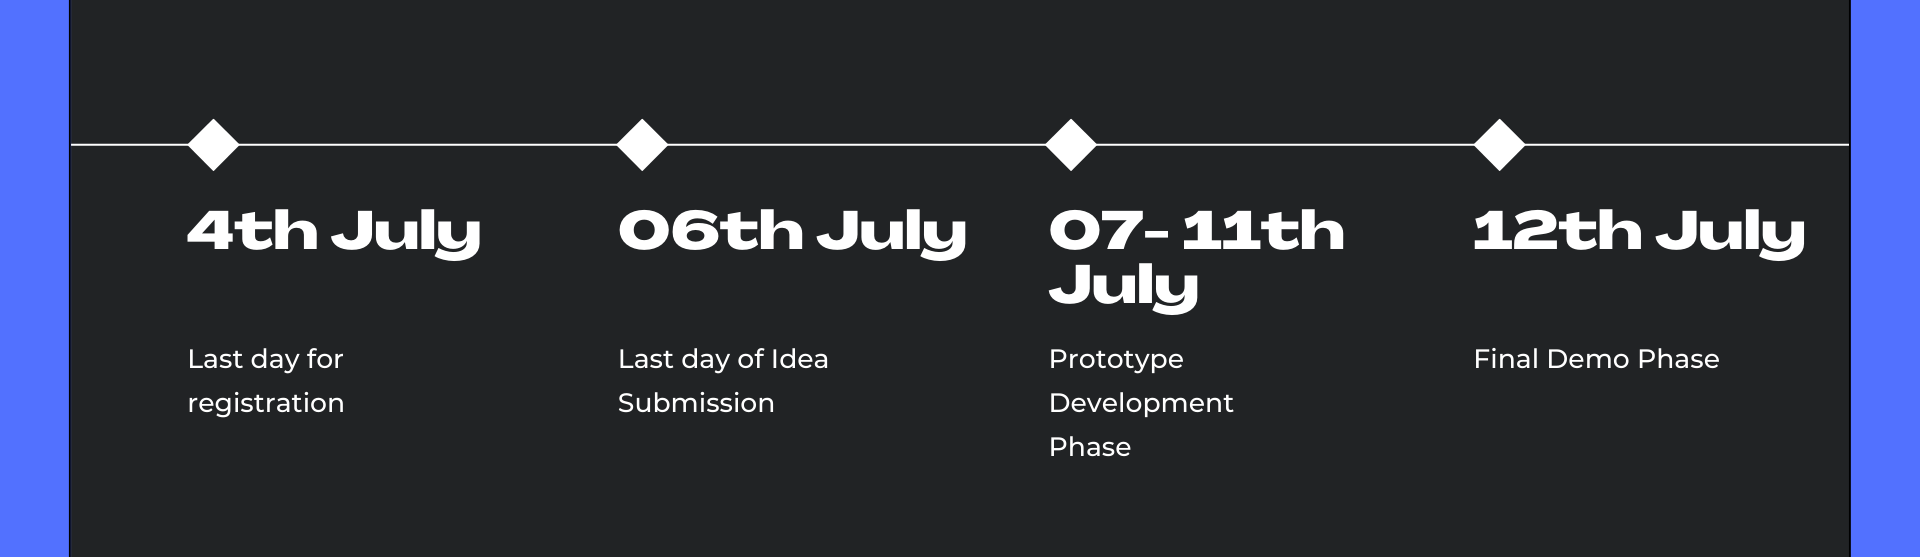 4th July
Last day for
registration
06th July
Last day of Idea
Submission
07- 11th
July
Prototype
Development
Phase
12th July
Final Demo Phase